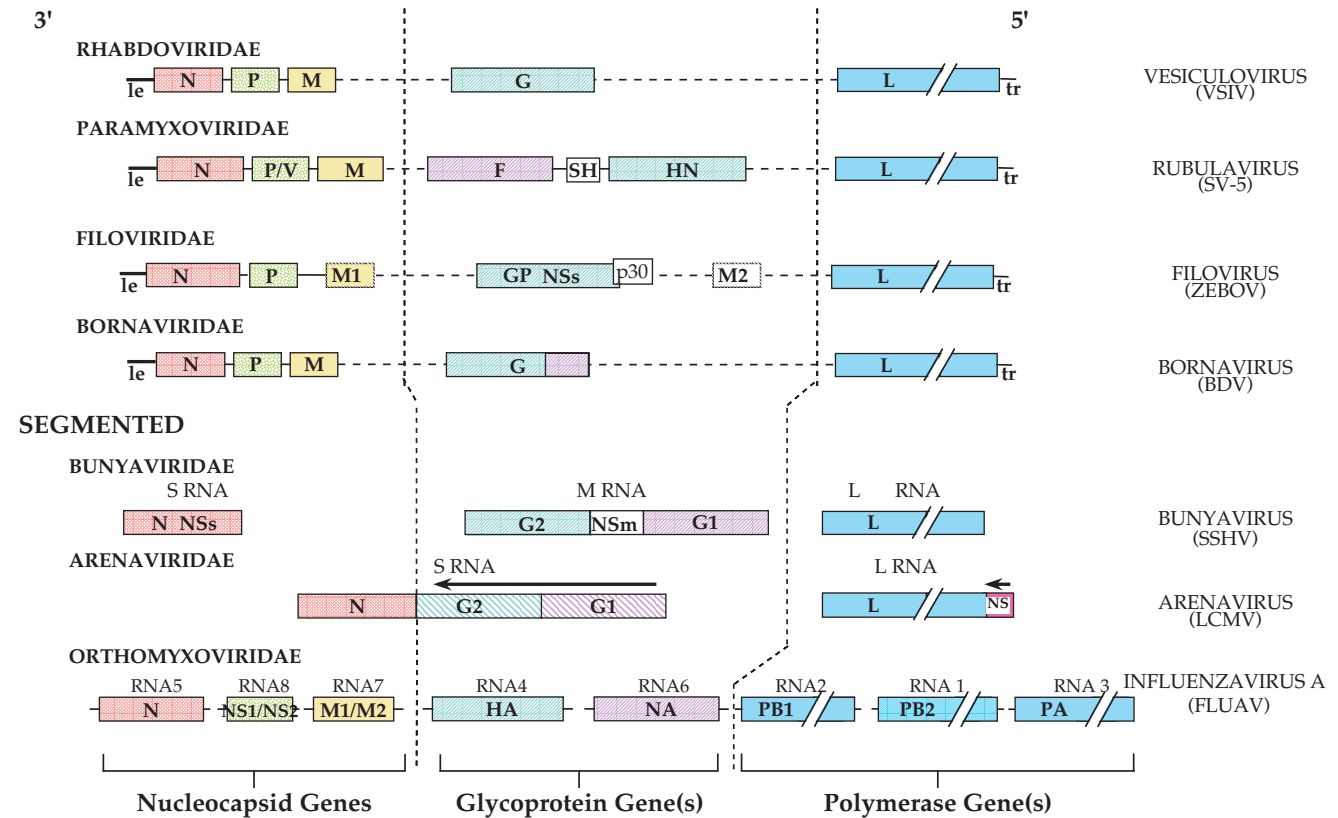 3' 5'
RHABDOVIRIDAE
le N P M G L tr VESICULOVIRUS
(VSIV)
PARAMYXOVIRIDAE
le N P/V M F SH HN L tr RUBULAVIRUS
(SV-5)
FILOVIRIDAE
le N P M1 GP NSs p30 M2 L tr FILOVIRUS
(ZEBOV)
BORNAVIRIDAE
le N P M G L tr BORNAVIRUS
(BDV)
SEGMENTED
BUNYAVIRIDAE
S RNA M RNA L RNA
N NSs G2 NSm G1 L BUNYAVIRUS
(SSHV)
ARENAVIRIDAE
S RNA L RNA
N G2 G1 L NS ARENAVIRUS
(LCMV)
ORTHOMYXOVIRIDAE
RNA5 RNA8 RNA7 RNA4 RNA6 RNA2 RNA 1 RNA 3 INFLUENZAVIRUS A
N NS1/NS2 M1/M2 HA NA PB1 PB2 PA (FLUAV)
Nucleocapsid Genes Glycoprotein Gene(s) Polymerase Gene(s)